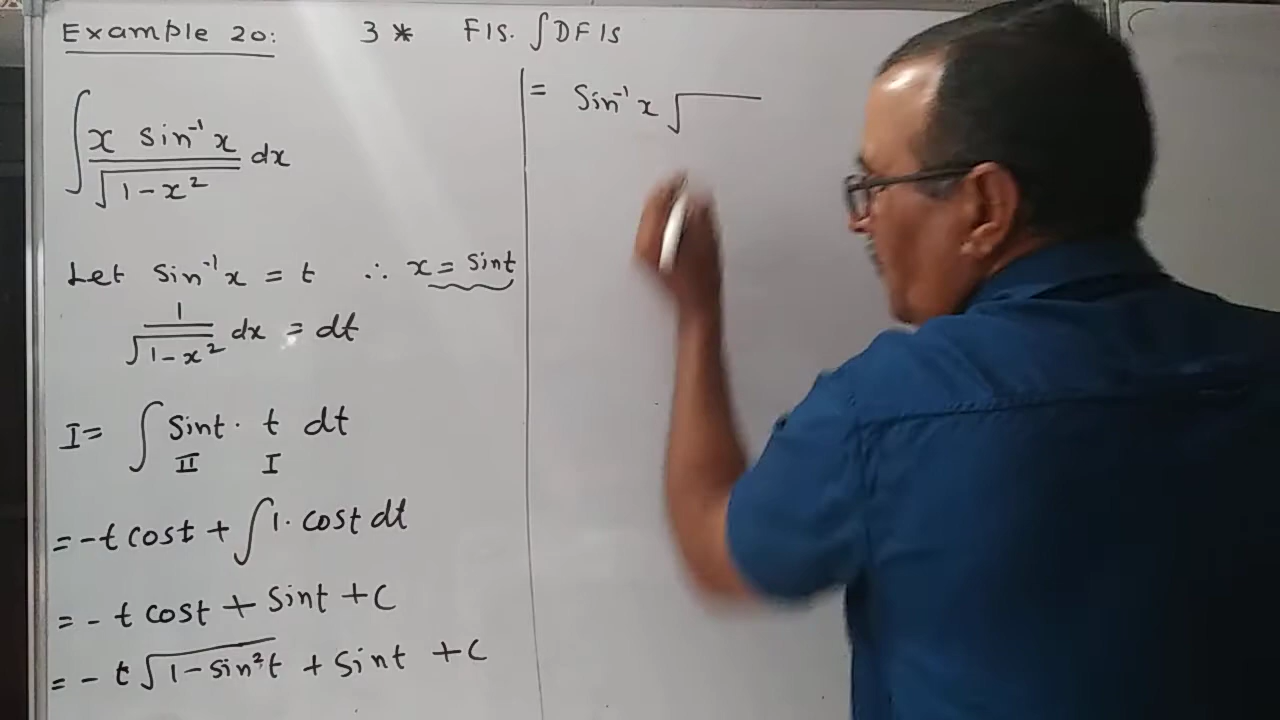 Example 20: 3 * FIS. ∫DFIS
∫ x sin⁻¹x / √(1-x²) dx
Let sin⁻¹x = t ∴ x = sint
1/√(1-x²) dx = dt
I = ∫ sint · t dt
II I
= -t cost + ∫1. cost dt
= - t cost + sint + c
= - t √(1-sin²t) + sint + c
= sin⁻¹x √